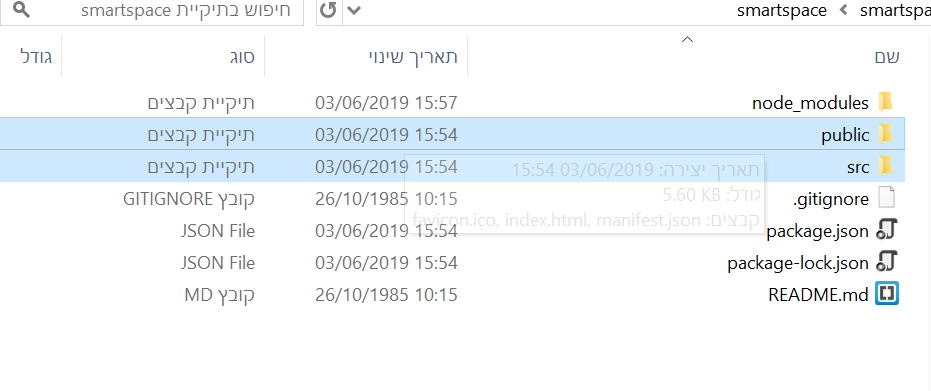 smartspa › smartspace חיפוש בתיקיית smartspace
שם תאריך שינוי סוג גודל
node_modules 03/06/2019 15:57 תיקיית קבצים
public 03/06/2019 15:54 תיקיית קבצים
src 03/06/2019 15:54 תיקיית קבצים
תאריך יצירה: 03/06/2019 15:54
.gitignore 26/10/1985 10:15 קובץ GITIGNORE
גודל: 5.60 KB
קבצים: favicon.ico, index.html, manifest.json
package.json 03/06/2019 15:54 JSON File
package-lock.json 03/06/2019 15:54 JSON File
README.md 26/10/1985 10:15 קובץ MD